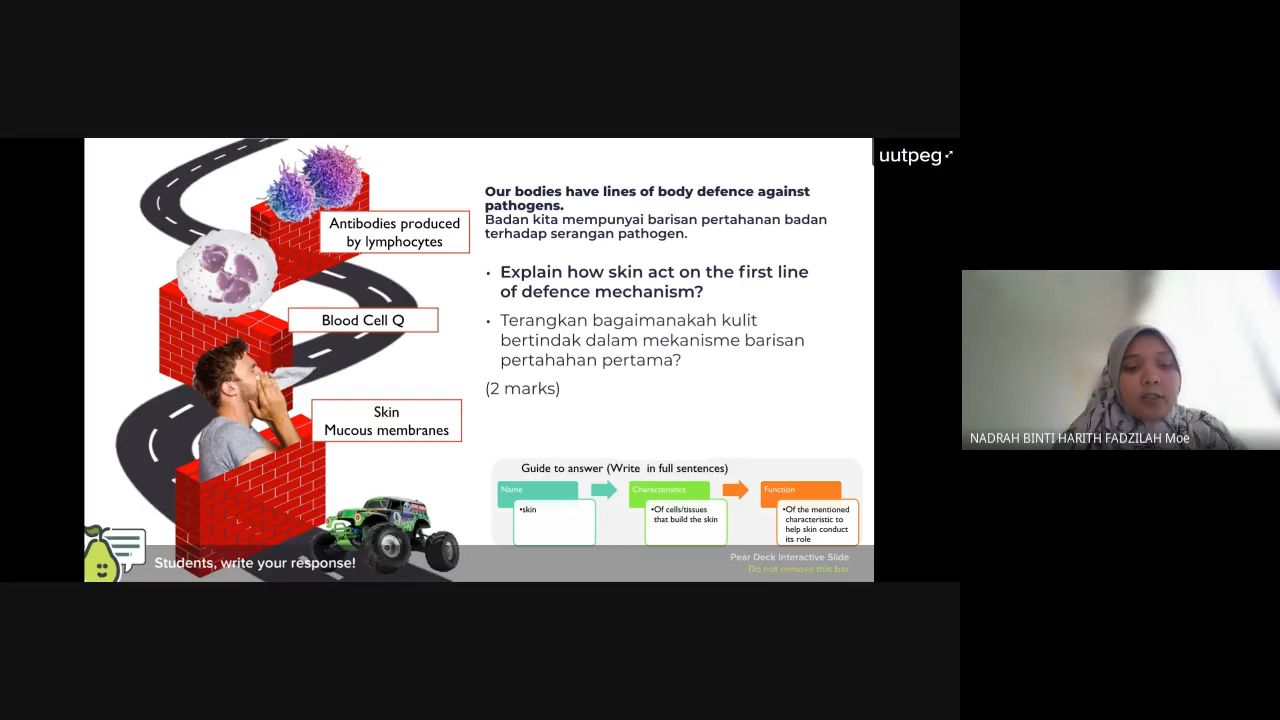 uutpeg
Our bodies have lines of body defence against
pathogens.
Badan kita mempunyai barisan pertahanan badan
terhadap serangan pathogen.
• Explain how skin act on the first line
of defence mechanism?
• Terangkan bagaimanakah kulit
bertindak dalam mekanisme barisan
pertahahan pertama?
(2 marks)
Antibodies produced
by lymphocytes
Blood Cell Q
Skin
Mucous membranes
Guide to answer (Write in full sentences)
Name
•skin
Characteristics
•Of cells/tissues
that build the skin
Function
•Of the mentioned
characteristic to
help skin conduct
its role
Students, write your response!
Pear Deck Interactive Slide
Do not remove this bar
NADRAH BINTI HARITH FADZILAH Moe